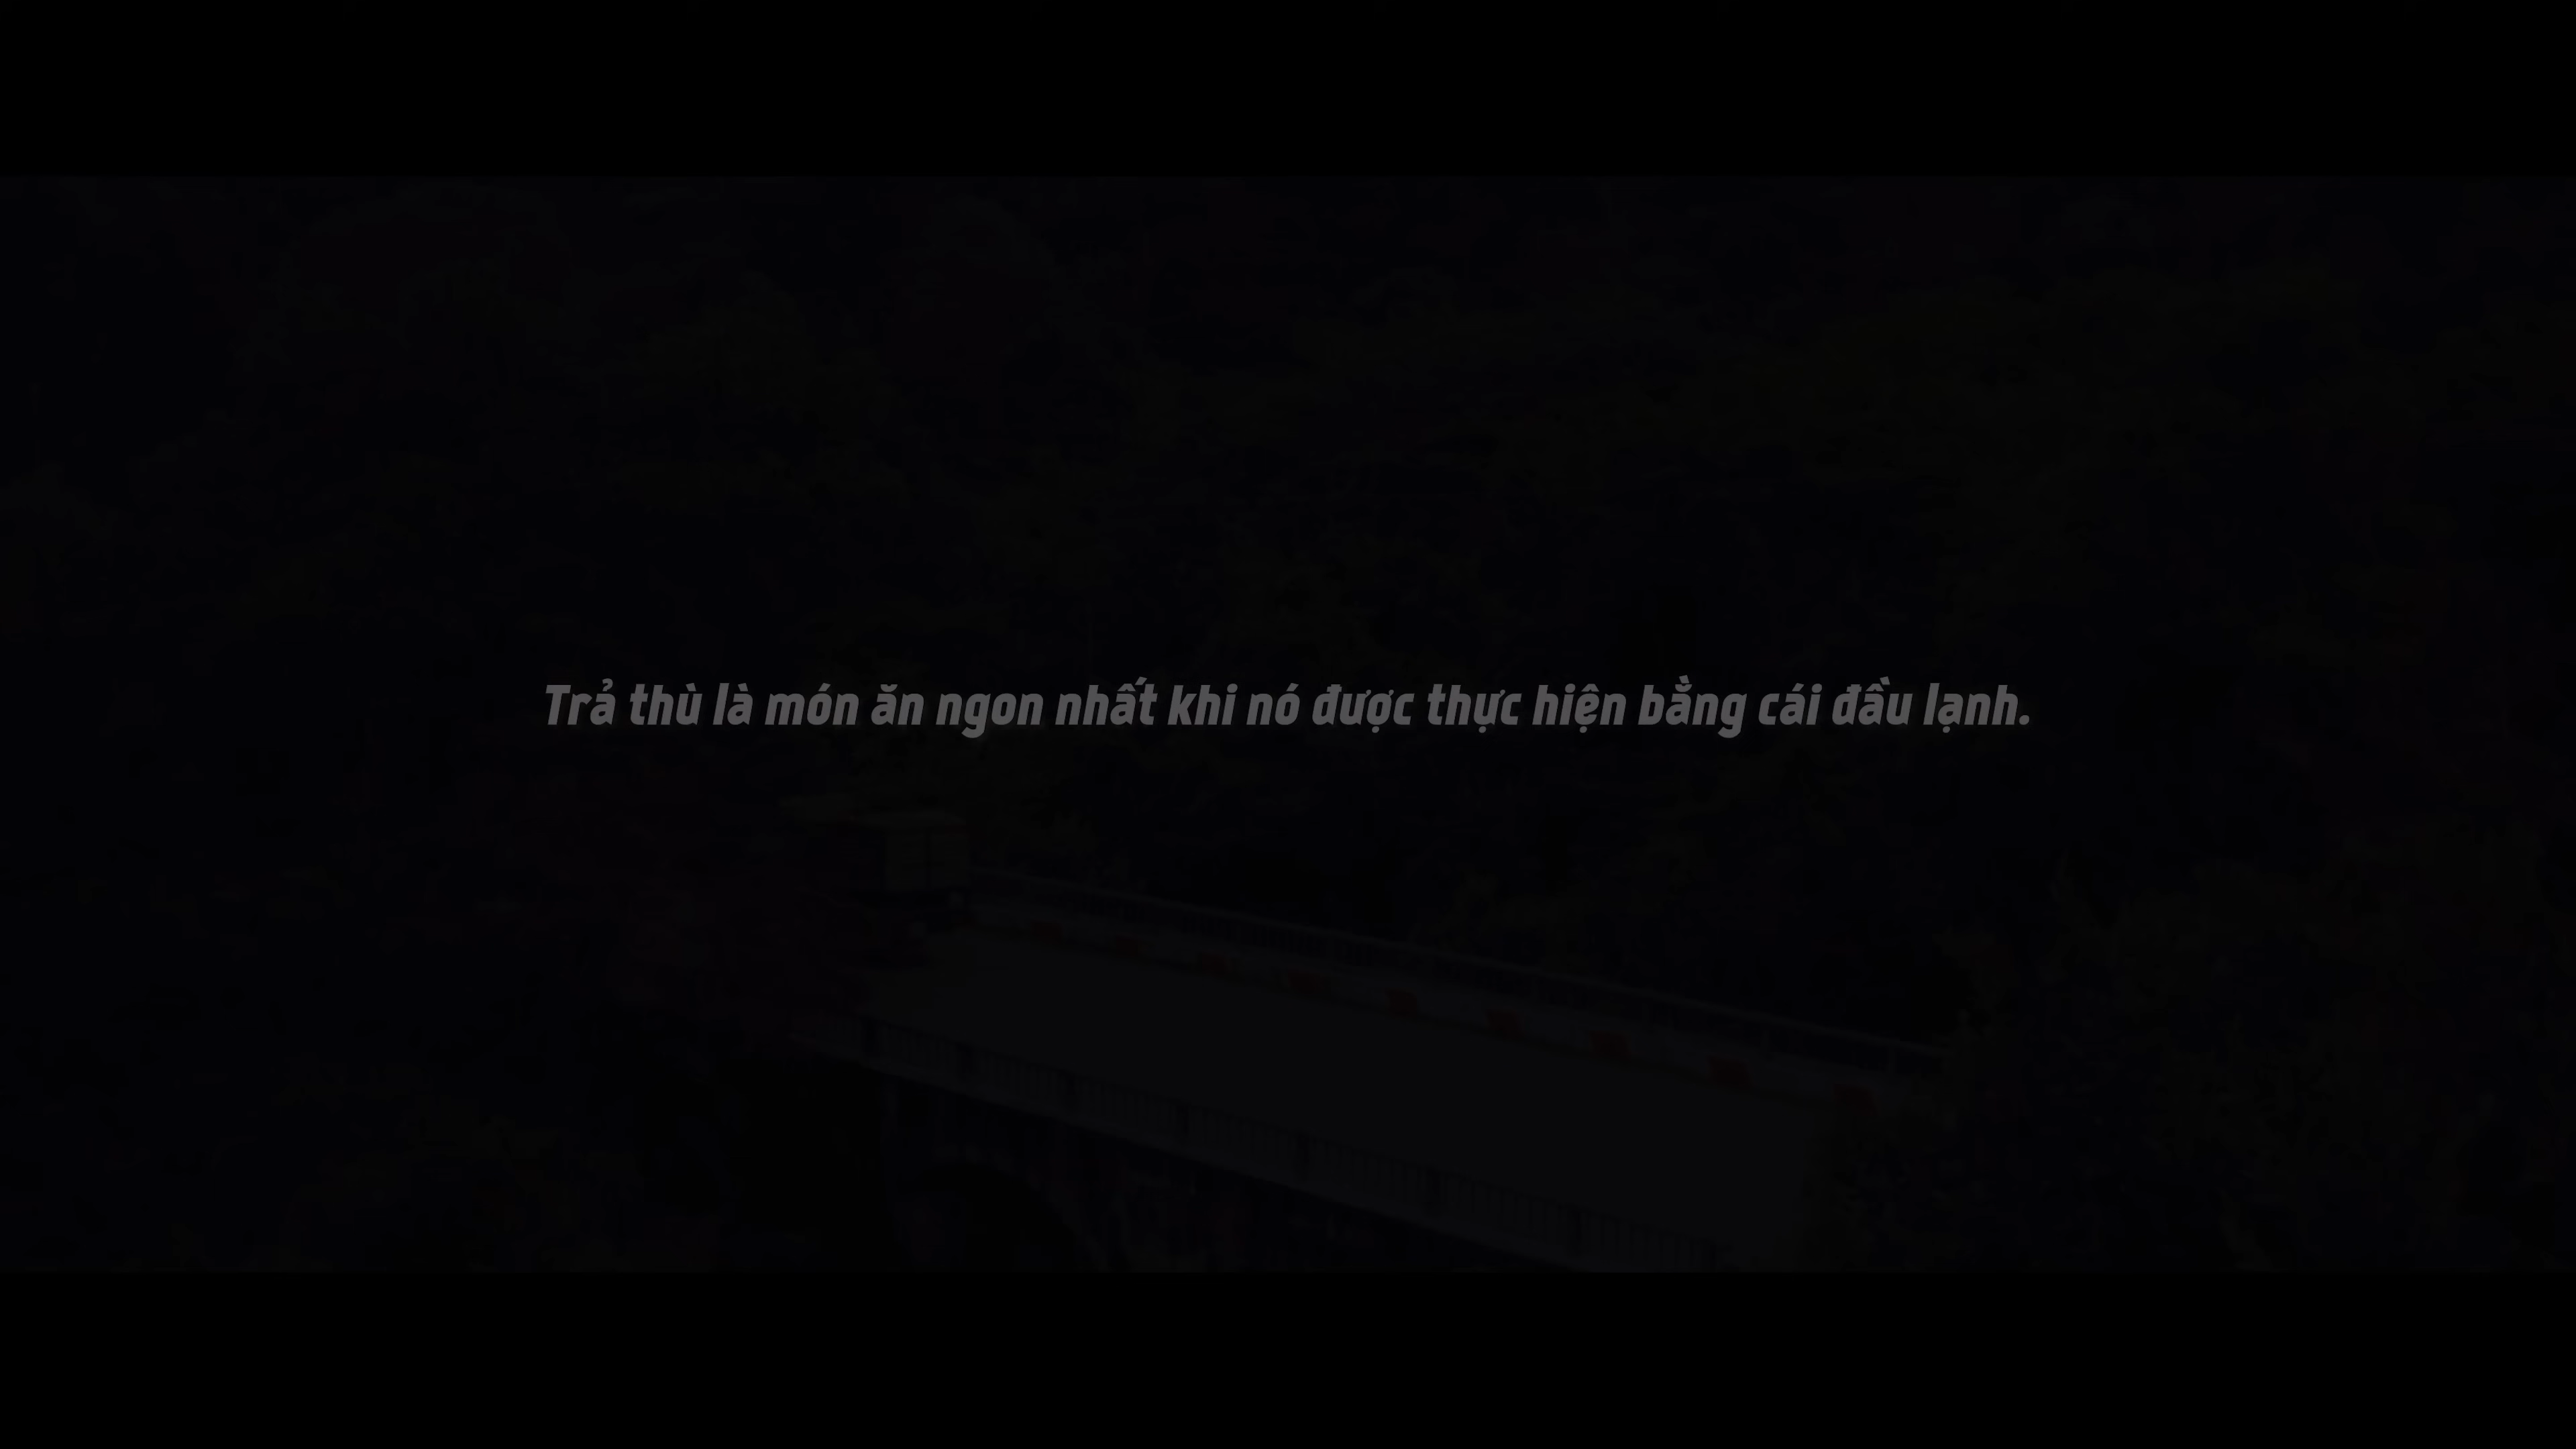 Trả thù là món ăn ngon nhất khi nó được thực hiện bằng cái đầu lạnh.